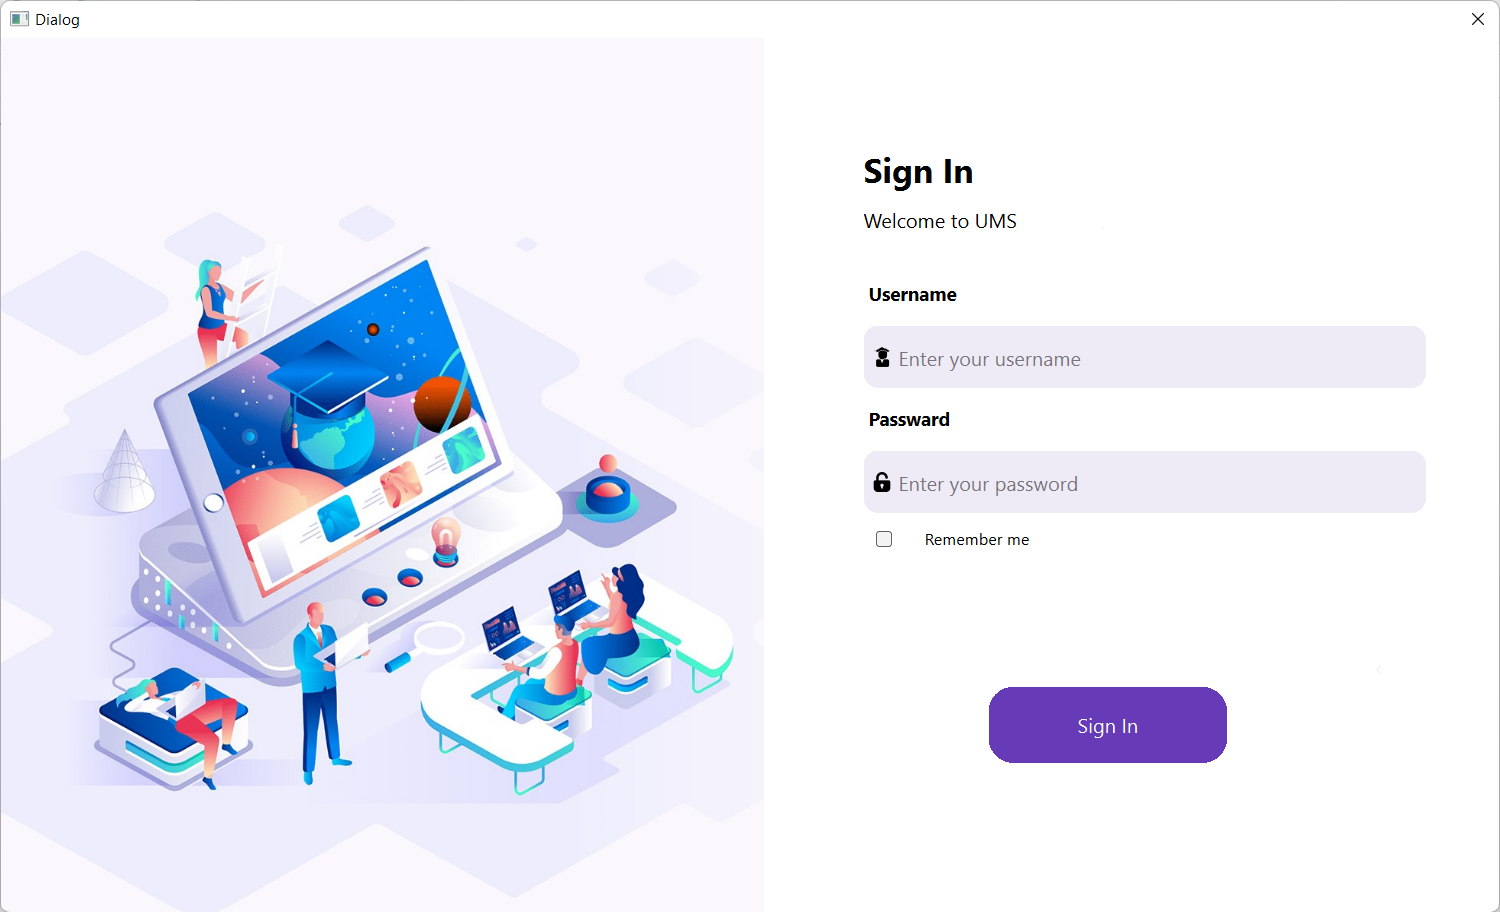 Dialog
Sign In
Welcome to UMS
Username
Enter your username
Passward
Enter your password
Remember me
Sign In